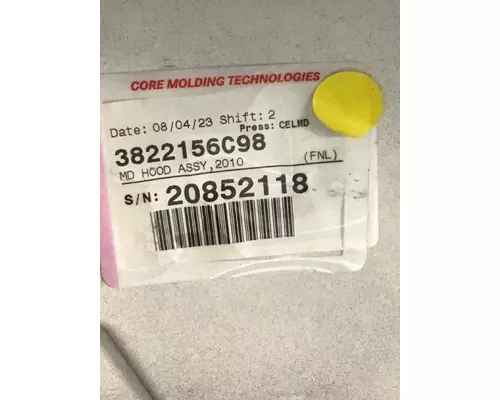 CORE MOLDING TECHNOLOGIES
Date: 08/04/23 Shift: 2
Press: CELMD
3822156C98
MD HOOD ASSY,2010 (FNL)
S/N: 20852118